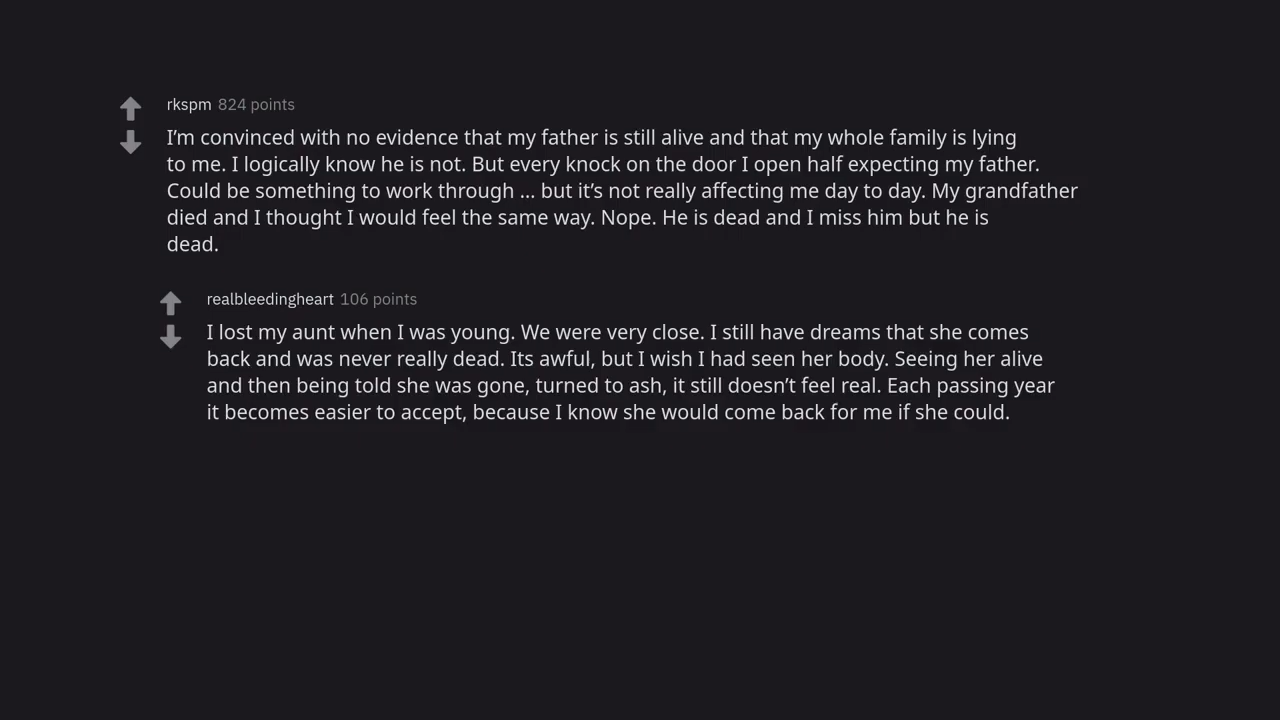 rkspm 824 points
I’m convinced with no evidence that my father is still alive and that my whole family is lying
to me. I logically know he is not. But every knock on the door I open half expecting my father.
Could be something to work through ... but it’s not really affecting me day to day. My grandfather
died and I thought I would feel the same way. Nope. He is dead and I miss him but he is
dead.
realbleedingheart 106 points
I lost my aunt when I was young. We were very close. I still have dreams that she comes
back and was never really dead. Its awful, but I wish I had seen her body. Seeing her alive
and then being told she was gone, turned to ash, it still doesn’t feel real. Each passing year
it becomes easier to accept, because I know she would come back for me if she could.